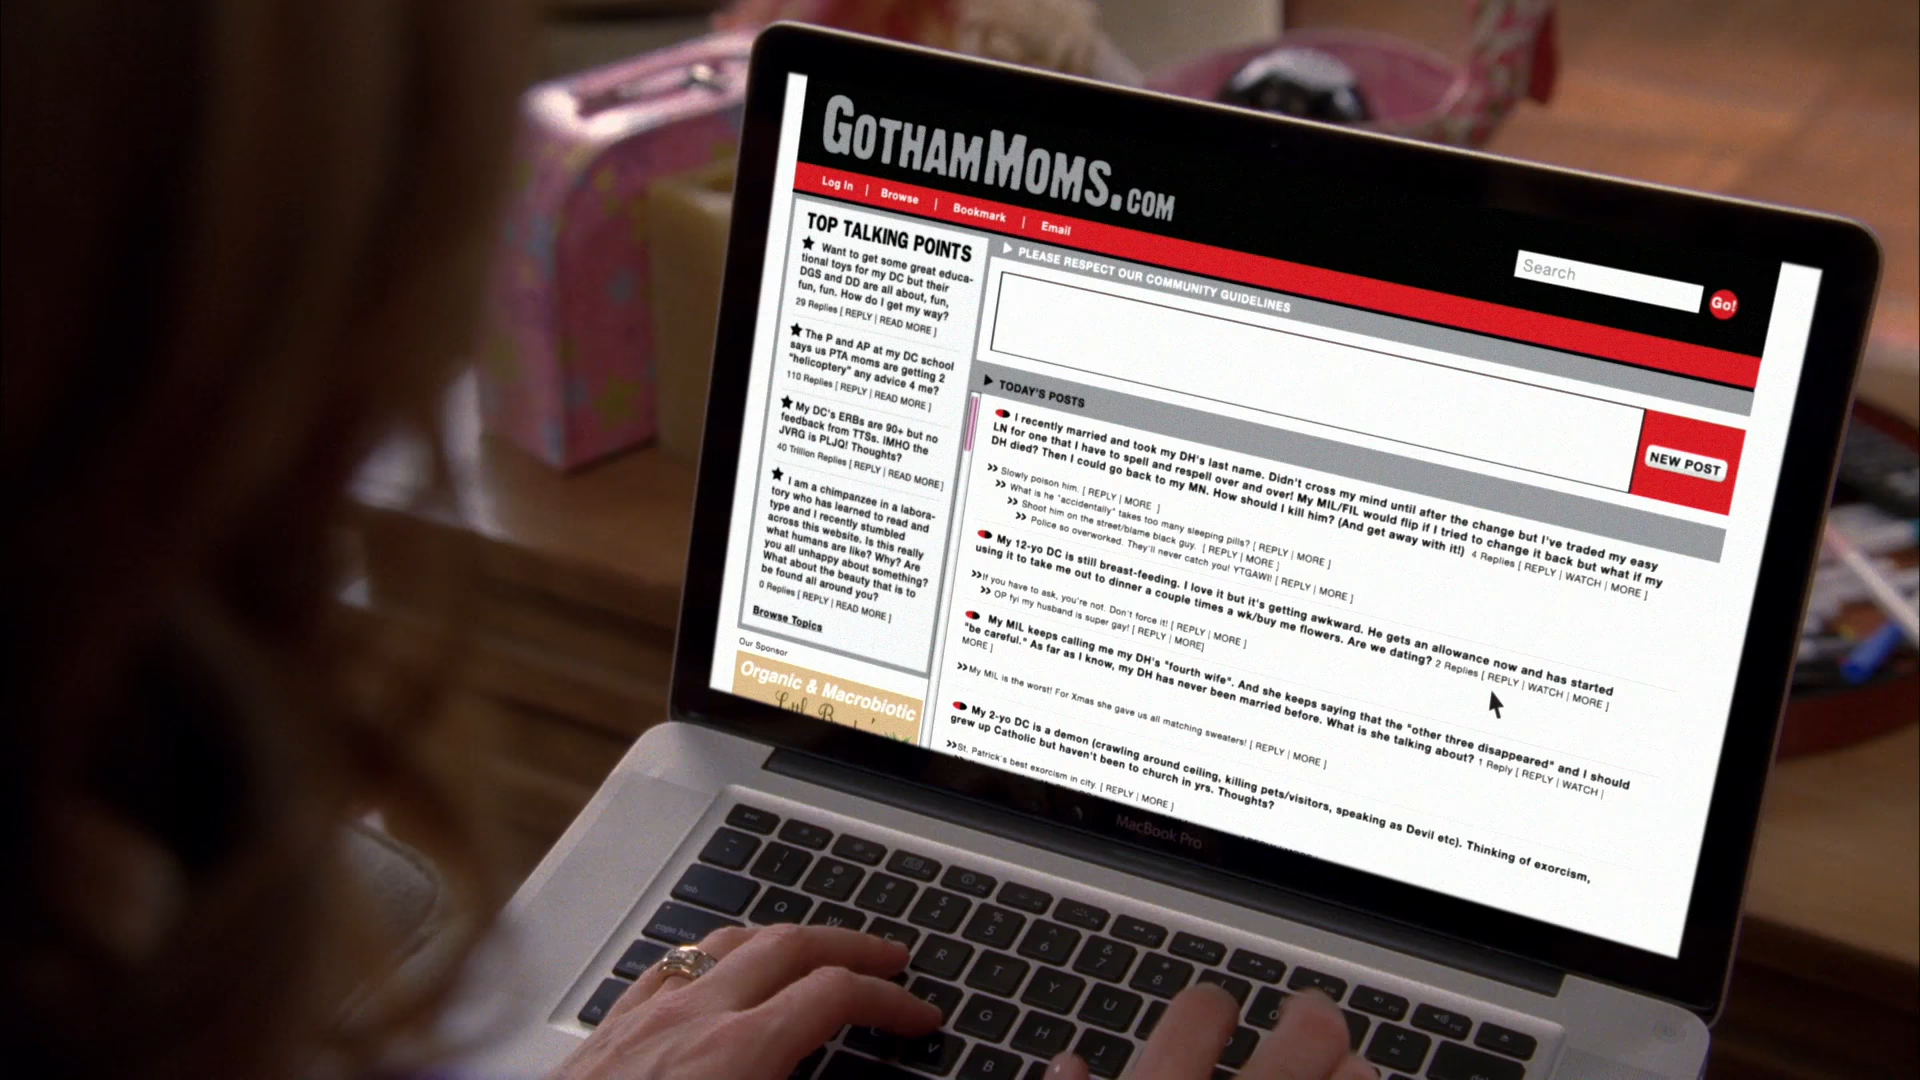 GOTHAMMOMS.COM
Log In | Browse | Bookmark | Email
Search
Go!
TOP TALKING POINTS
★ Want to get some great educa-
tional toys for my DC but their
DGS and DD are all about, fun,
fun, fun. How do I get my way?
29 Replies [ REPLY | READ MORE ]
★ The P and AP at my DC school
says us PTA moms are getting 2
"helicoptery" any advice 4 me?
110 Replies [ REPLY | READ MORE ]
★ My DC's ERBs are 90+ but no
feedback from TTSs. IMHO the
JVRG is PLJQ! Thoughts?
40 Trillion Replies [ REPLY | READ MORE ]
★ I am a chimpanzee in a labora-
tory who has learned to read and
type and I recently stumbled
across this website. Is this really
what humans are like? Why? Are
you all unhappy about something?
What about the beauty that is to
be found all around you?
0 Replies [ REPLY | READ MORE ]
Browse Topics
Our Sponsor
Organic & Macrobiotic
PLEASE RESPECT OUR COMMUNITY GUIDELINES
NEW POST
TODAY'S POSTS
I recently married and took my DH's last name. Didn't cross my mind until after the change but I've traded my easy
LN for one that I have to spell and respell over and over! My MIL/FIL would flip if I tried to change it back but what if my
DH died? Then I could go back to my MN. How should I kill him? (And get away with it!) 4 Replies [ REPLY | WATCH | MORE ]
>> Slowly poison him. [ REPLY | MORE ]
>> What is he "accidentally" takes too many sleeping pills? [ REPLY | MORE ]
>> Shoot him on the street/blame black guy. [ REPLY | MORE ]
>> Police so overworked. They'll never catch you! YTGAWI! [ REPLY | MORE ]
My 12-yo DC is still breast-feeding. I love it but it's getting awkward. He gets an allowance now and has started
using it to take me out to dinner a couple times a wk/buy me flowers. Are we dating? 2 Replies [ REPLY | WATCH | MORE ]
>>If you have to ask, you're not. Don't force it! [ REPLY | MORE ]
>> OP fyi my husband is super gay! [ REPLY | MORE]
My MIL keeps calling me my DH's "fourth wife". And she keeps saying that the "other three disappeared" and I should
"be careful." As far as I know, my DH has never been married before. What is she talking about? 1 Reply [ REPLY | WATCH |
MORE ]
>>My MIL is the worst! For Xmas she gave us all matching sweaters! [ REPLY | MORE ]
My 2-yo DC is a demon (crawling around ceiling, killing pets/visitors, speaking as Devil etc). Thinking of exorcism,
grew up Catholic but haven't been to church in yrs. Thoughts?
>>St. Patrick's best exorcism in city. [ REPLY | MORE ]
MacBook Pro
tab
Q
W
R
T
Y
U
F
G
H
J
V
B
1
2
3
4
5
6
7
8